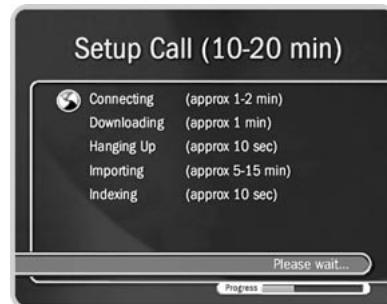 Setup Call (10-20 min)
Connecting (approx 1-2 min)
Downloading (approx 1 min)
Hanging Up (approx 10 sec)
Importing (approx 5-15 min)
Indexing (approx 10 sec)
Please wait...
Progress